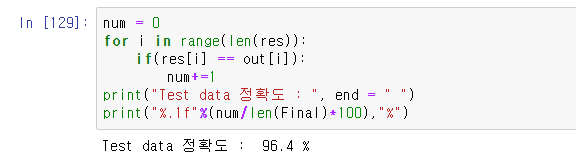 In [129]: num = 0
for i in range(len(res)):
    if(res[i] == out[i]):
        num+=1
print("Test data 정확도 : ", end = " ")
print("%.1f"%(num/len(Final)*100),"%")
Test data 정확도 :  96.4 %